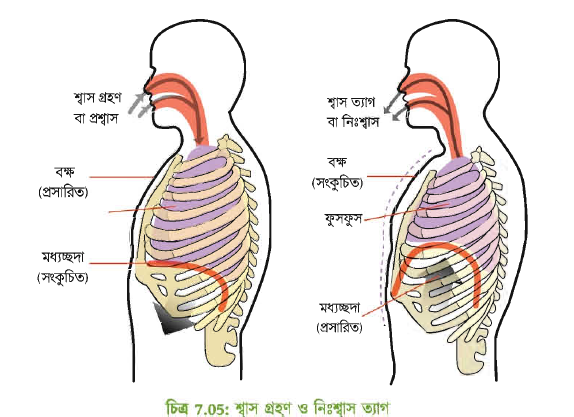 শ্বাস গ্রহণ
বা প্রশ্বাস
বক্ষ
(প্রসারিত)
মধ্যচ্ছদা
(সংকুচিত)
শ্বাস ত্যাগ
বা নিঃশ্বাস
বক্ষ
(সংকুচিত)
ফুসফুস
মধ্যচ্ছদা
(প্রসারিত)
চিত্র 7.05: শ্বাস গ্রহণ ও নিঃশ্বাস ত্যাগ